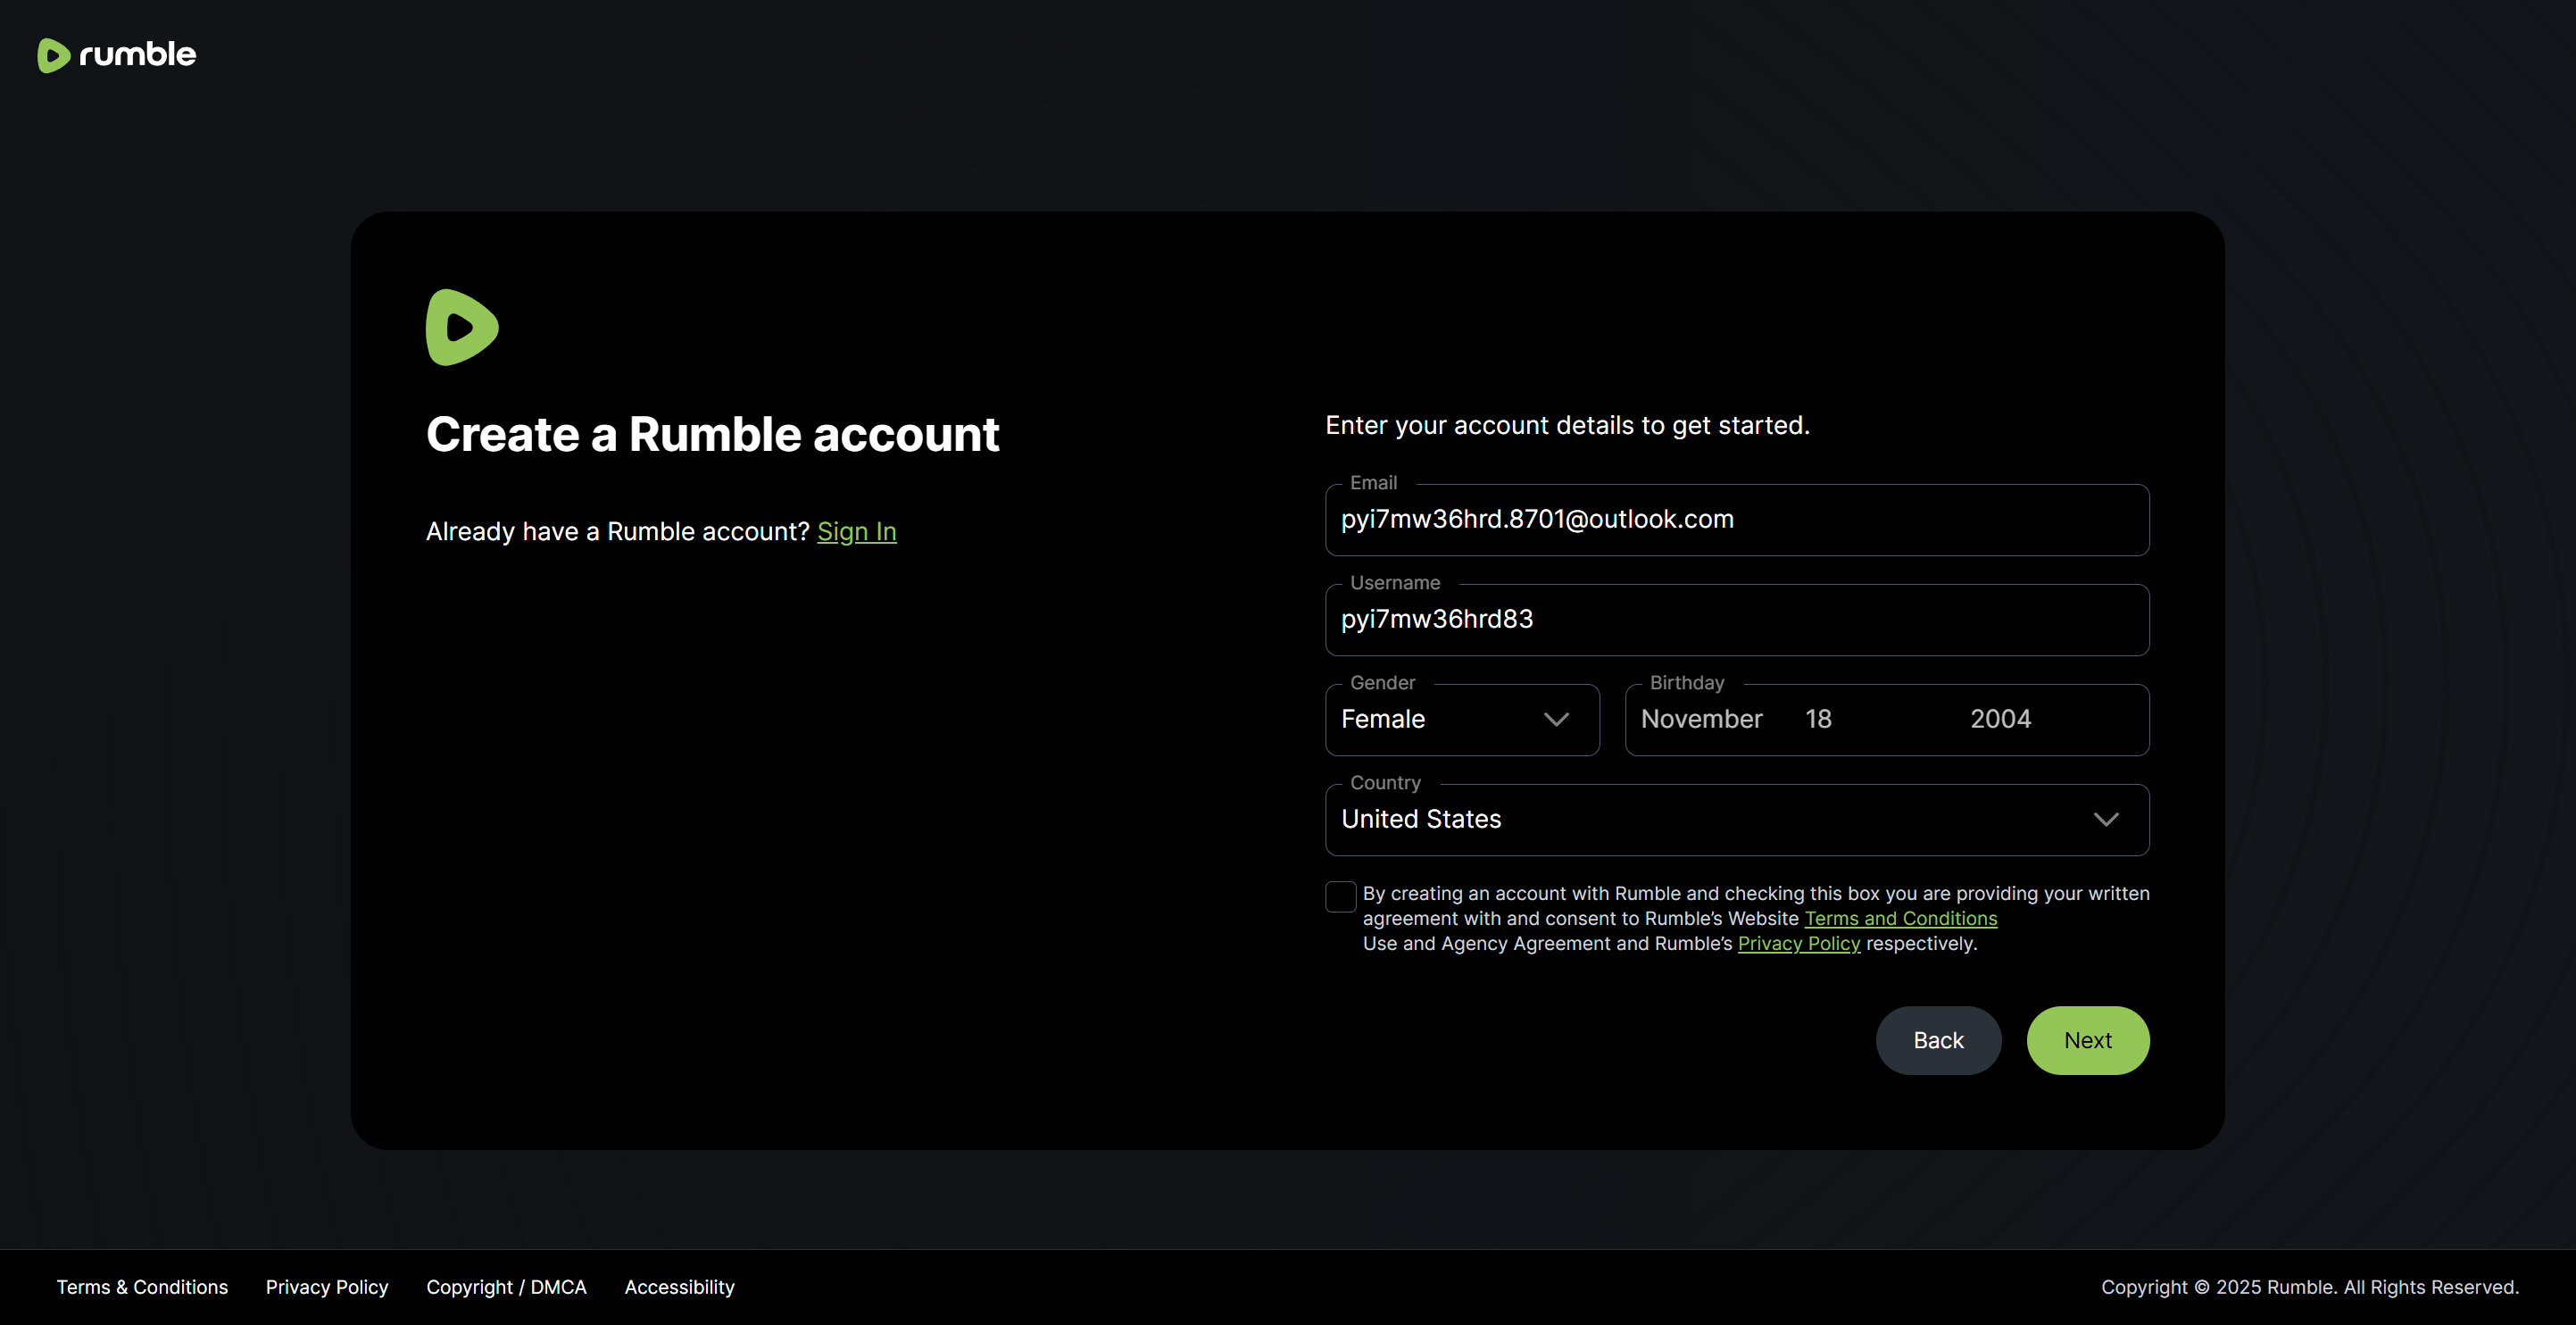 rumble
Create a Rumble account
Already have a Rumble account? Sign In
Enter your account details to get started.
Email
pyi7mw36hrd.8701@outlook.com
Username
pyi7mw36hrd83
Gender
Female
Birthday
November 18 2004
Country
United States
By creating an account with Rumble and checking this box you are providing your written
agreement with and consent to Rumble’s Website Terms and Conditions
Use and Agency Agreement and Rumble’s Privacy Policy respectively.
Back Next
Terms & Conditions Privacy Policy Copyright / DMCA Accessibility Copyright © 2025 Rumble. All Rights Reserved.